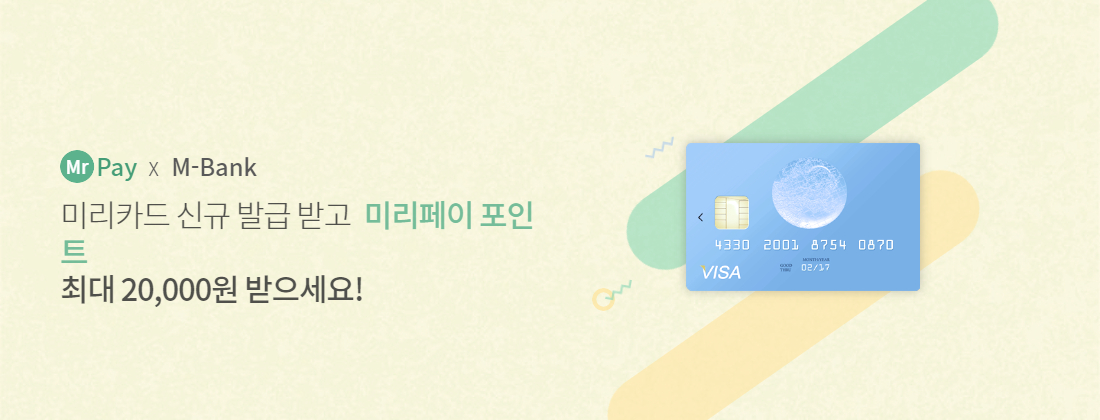 Mr Pay X M-Bank
미리카드 신규 발급 받고 미리페이 포인
트
최대 20,000원 받으세요!
4330 2001 8754 0870
GOOD THRU
MONTH/YEAR
02/17
VISA